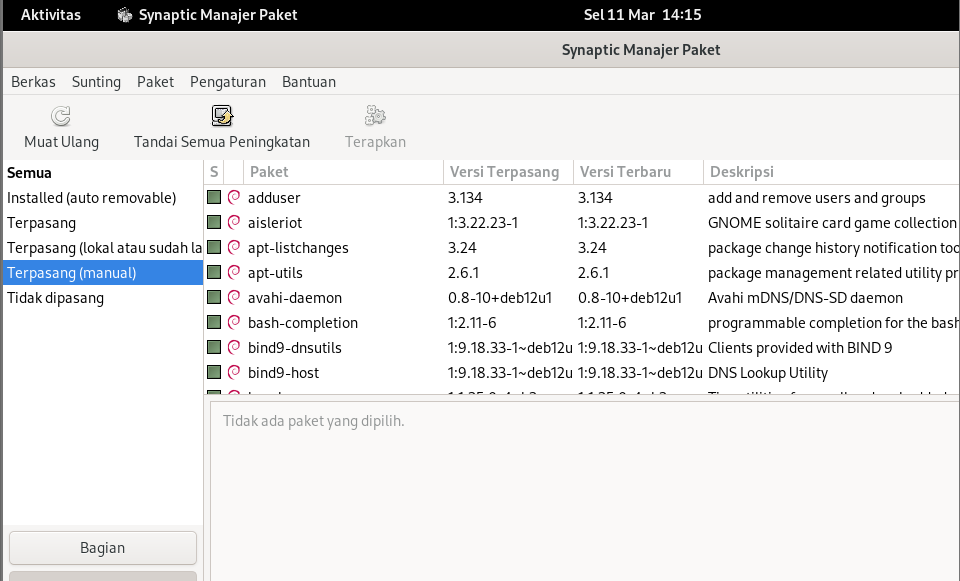 Aktivitas Synaptic Manajer Paket Sel 11 Mar 14:15
Synaptic Manajer Paket
Berkas Sunting Paket Pengaturan Bantuan
Muat Ulang Tandai Semua Peningkatan Terapkan
Semua
Installed (auto removable)
Terpasang
Terpasang (lokal atau sudah la
Terpasang (manual)
Tidak dipasang
S Paket Versi Terpasang Versi Terbaru Deskripsi
adduser 3.134 3.134 add and remove users and groups
aisleriot 1:3.22.23-1 1:3.22.23-1 GNOME solitaire card game collection
apt-listchanges 3.24 3.24 package change history notification too
apt-utils 2.6.1 2.6.1 package management related utility pr
avahi-daemon 0.8-10+deb12u1 0.8-10+deb12u1 Avahi mDNS/DNS-SD daemon
bash-completion 1:2.11-6 1:2.11-6 programmable completion for the bash
bind9-dnsutils 1:9.18.33-1~deb12u 1:9.18.33-1~deb12u Clients provided with BIND 9
bind9-host 1:9.18.33-1~deb12u 1:9.18.33-1~deb12u DNS Lookup Utility
Tidak ada paket yang dipilih.
Bagian